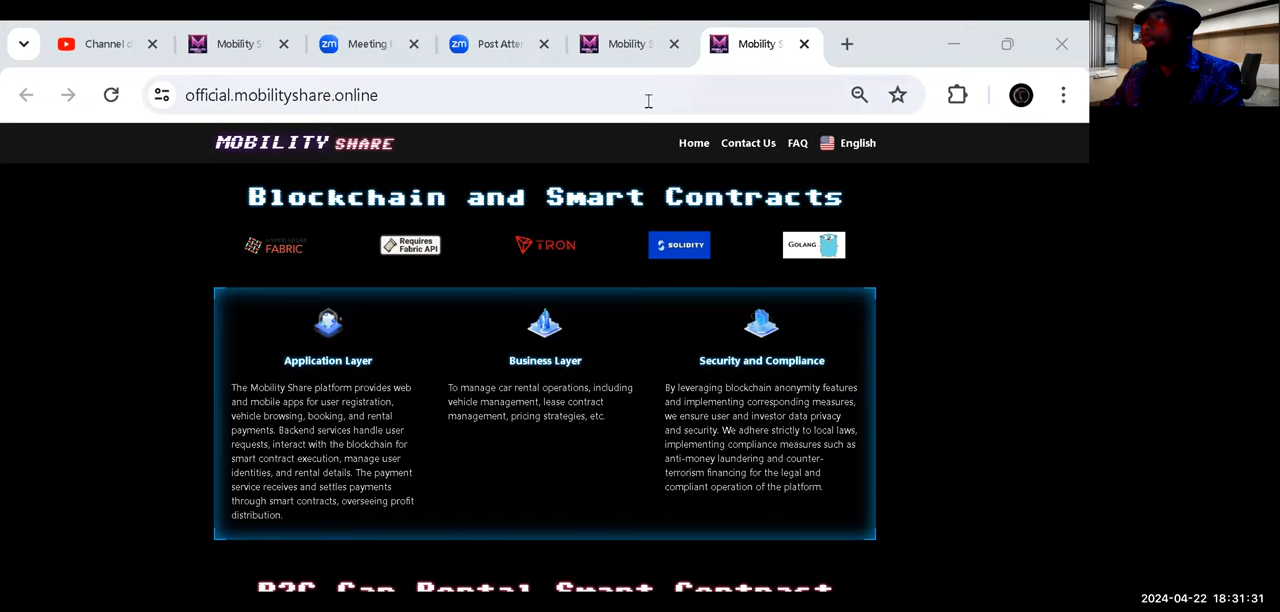 Channel
Mobility S
Meeting
Post Atter
Mobility S
Mobility S
official.mobilityshare.online
MOBILITY SHARE
Home
Contact Us
FAQ
English
Blockchain and Smart Contracts
HYPERLEDGER
FABRIC
Requires
Fabric API
TRON
SOLIDITY
GOLANG
Application Layer
The Mobility Share platform provides web
and mobile apps for user registration,
vehicle browsing, booking, and rental
payments. Backend services handle user
requests, interact with the blockchain for
smart contract execution, manage user
identities, and rental details. The payment
service receives and settles payments
through smart contracts, overseeing profit
distribution.
Business Layer
To manage car rental operations, including
vehicle management, lease contract
management, pricing strategies, etc.
Security and Compliance
By leveraging blockchain anonymity features
and implementing corresponding measures,
we ensure user and investor data privacy
and security. We adhere strictly to local laws,
implementing compliance measures such as
anti-money laundering and counter-
terrorism financing for the legal and
compliant operation of the platform.
B2C Car Rental Smart Contract
2024-04-22 18:31:31